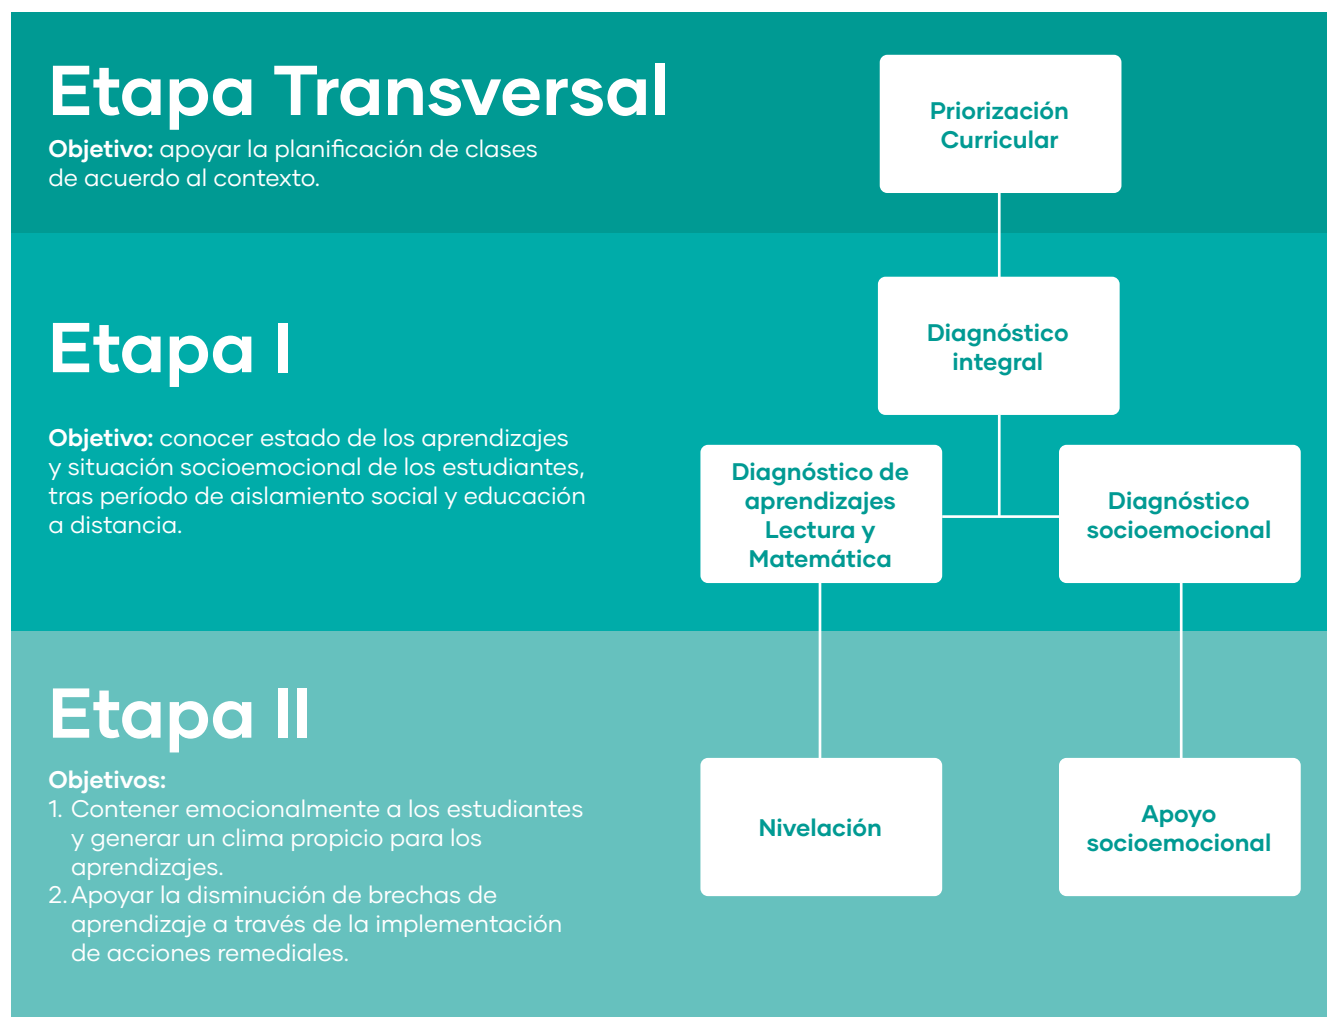 Etapa Transversal
Objetivo: apoyar la planificación de clases
de acuerdo al contexto.
Priorización
Curricular
Etapa I
Objetivo: conocer estado de los aprendizajes
y situación socioemocional de los estudiantes,
tras período de aislamiento social y educación
a distancia.
Diagnóstico
integral
Diagnóstico de
aprendizajes
Lectura y
Matemática
Diagnóstico
socioemocional
Etapa II
Objetivos:
1. Contener emocionalmente a los estudiantes
y generar un clima propicio para los
aprendizajes.
2. Apoyar la disminución de brechas de
aprendizaje a través de la implementación
de acciones remediales.
Nivelación
Apoyo
socioemocional